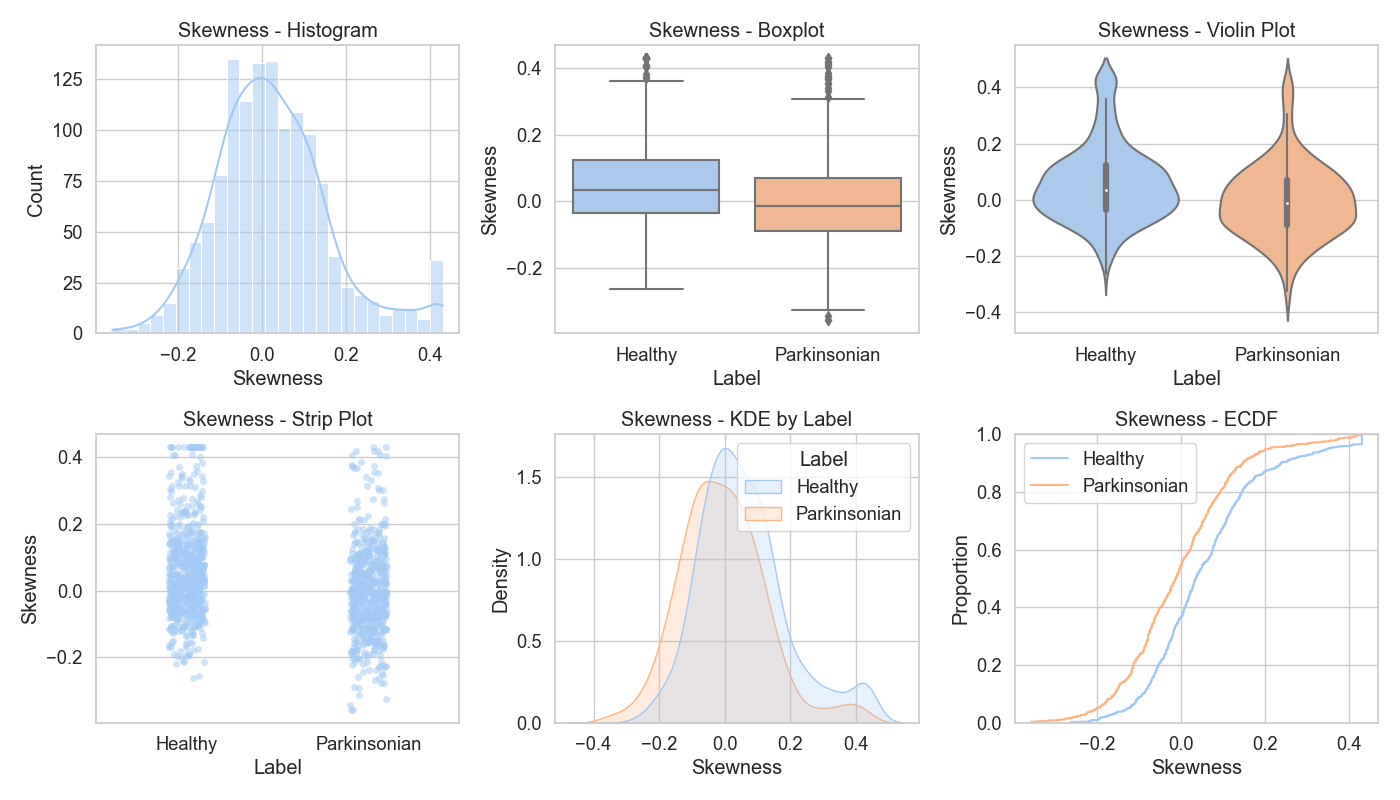 Skewness - Histogram
Count
125
100
75
50
25
0
−0.2
0.0
0.2
0.4
Skewness
Skewness - Boxplot
Skewness
0.4
0.2
0.0
−0.2
Healthy
Parkinsonian
Label
Skewness - Violin Plot
Skewness
0.4
0.2
0.0
−0.2
−0.4
Healthy
Parkinsonian
Label
Skewness - Strip Plot
Skewness
0.4
0.2
0.0
−0.2
Healthy
Parkinsonian
Label
Skewness - KDE by Label
Density
1.5
1.0
0.5
0.0
Label
Healthy
Parkinsonian
−0.4
−0.2
0.0
0.2
0.4
Skewness
Skewness - ECDF
Proportion
1.0
0.8
0.6
0.4
0.2
0.0
Healthy
Parkinsonian
−0.2
0.0
0.2
0.4
Skewness